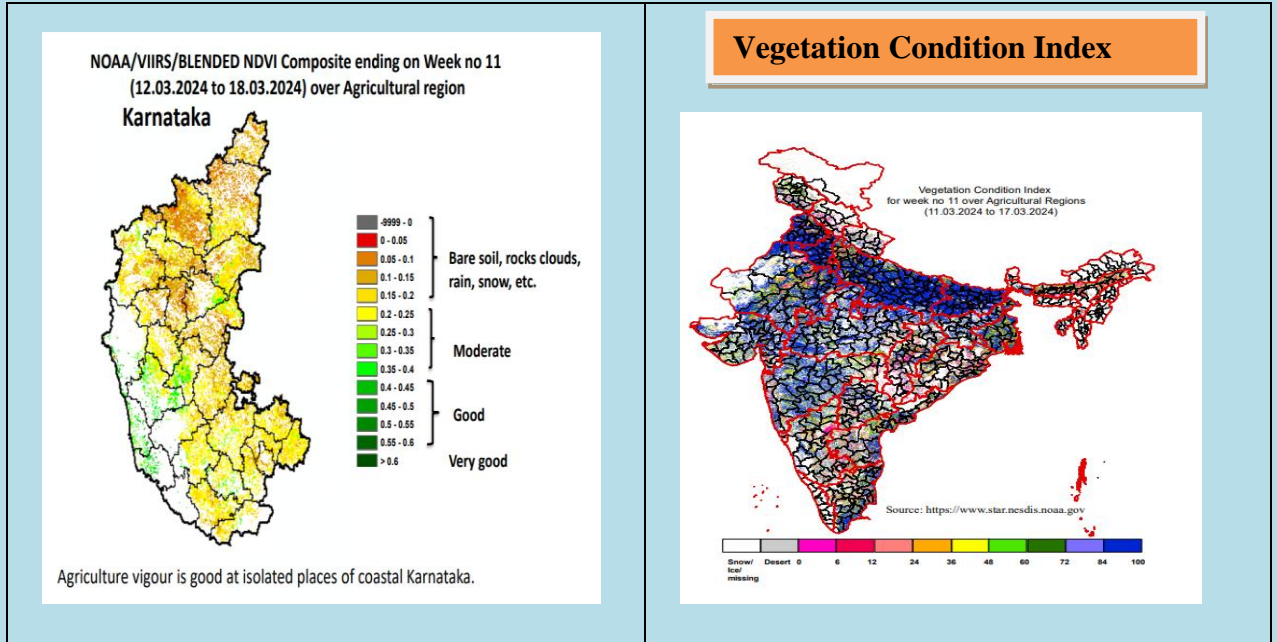 NOAA/VIIRS/BLENDED NDVI Composite ending on Week no 11
(12.03.2024 to 18.03.2024) over Agricultural region
Karnataka
-9999 - 0
0 - 0.05
0.05 - 0.1
0.1 - 0.15
0.15 - 0.2
0.2 - 0.25
0.25 - 0.3
0.3 - 0.35
0.35 - 0.4
0.4 - 0.45
0.45 - 0.5
0.5 - 0.55
0.55 - 0.6
> 0.6
Bare soil, rocks clouds,
rain, snow, etc.
Moderate
Good
Very good
Agriculture vigour is good at isolated places of coastal Karnataka.
Vegetation Condition Index
Vegetation Condition Index
for week no 11 over Agricultural Regions
(11.03.2024 to 17.03.2024)
Source: https://www.star.nesdis.noaa.gov
Snow/
Ice/
missing
Desert 0 6 12 24 36 48 60 72 84 100